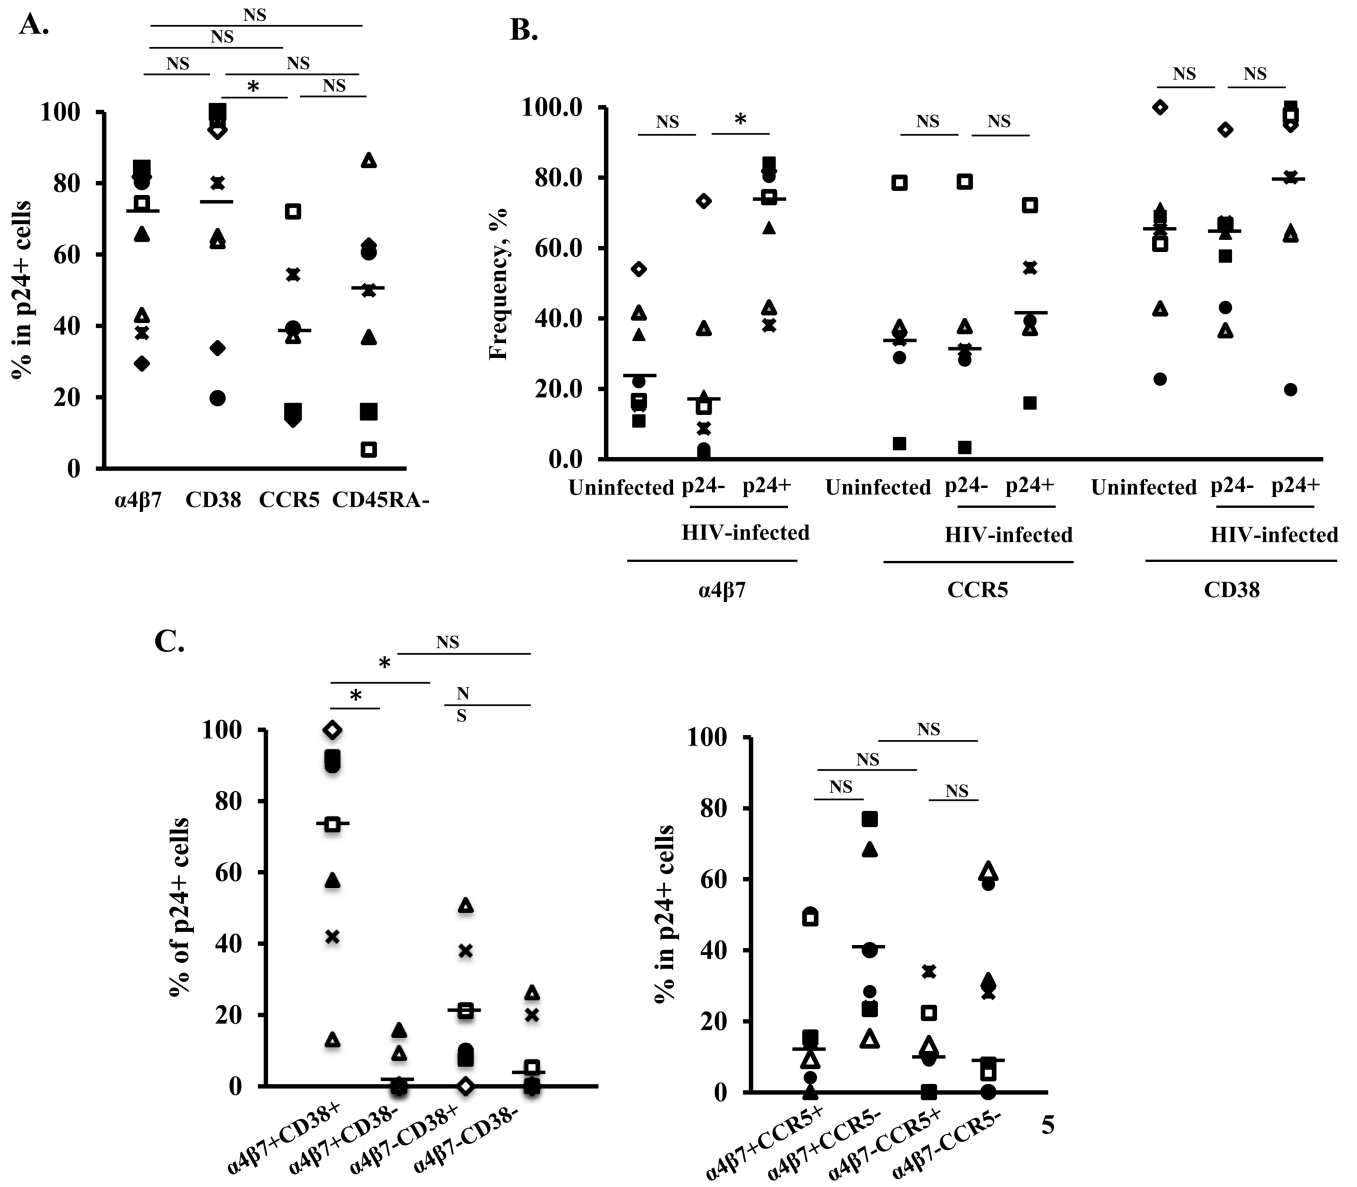 A.
NS
NS
NS NS
* NS
% in p24+ cells
100
80
60
40
20
0
α4β7 CD38 CCR5 CD45RA-
B.
NS * NS NS NS NS
Frequency, %
100.0
80.0
60.0
40.0
20.0
0.0
Uninfected p24- p24+ Uninfected p24- p24+ Uninfected p24- p24+
HIV-infected HIV-infected HIV-infected
α4β7 CCR5 CD38
C.
NS
*
* N
S
% of p24+ cells
100
80
60
40
20
0
α4β7+CD38+
α4β7+CD38-
α4β7-CD38+
α4β7-CD38-
NS
NS
NS NS
% in p24+ cells
100
80
60
40
20
0
α4β7+CCR5+
α4β7+CCR5-
α4β7-CCR5+
α4β7-CCR5-
5